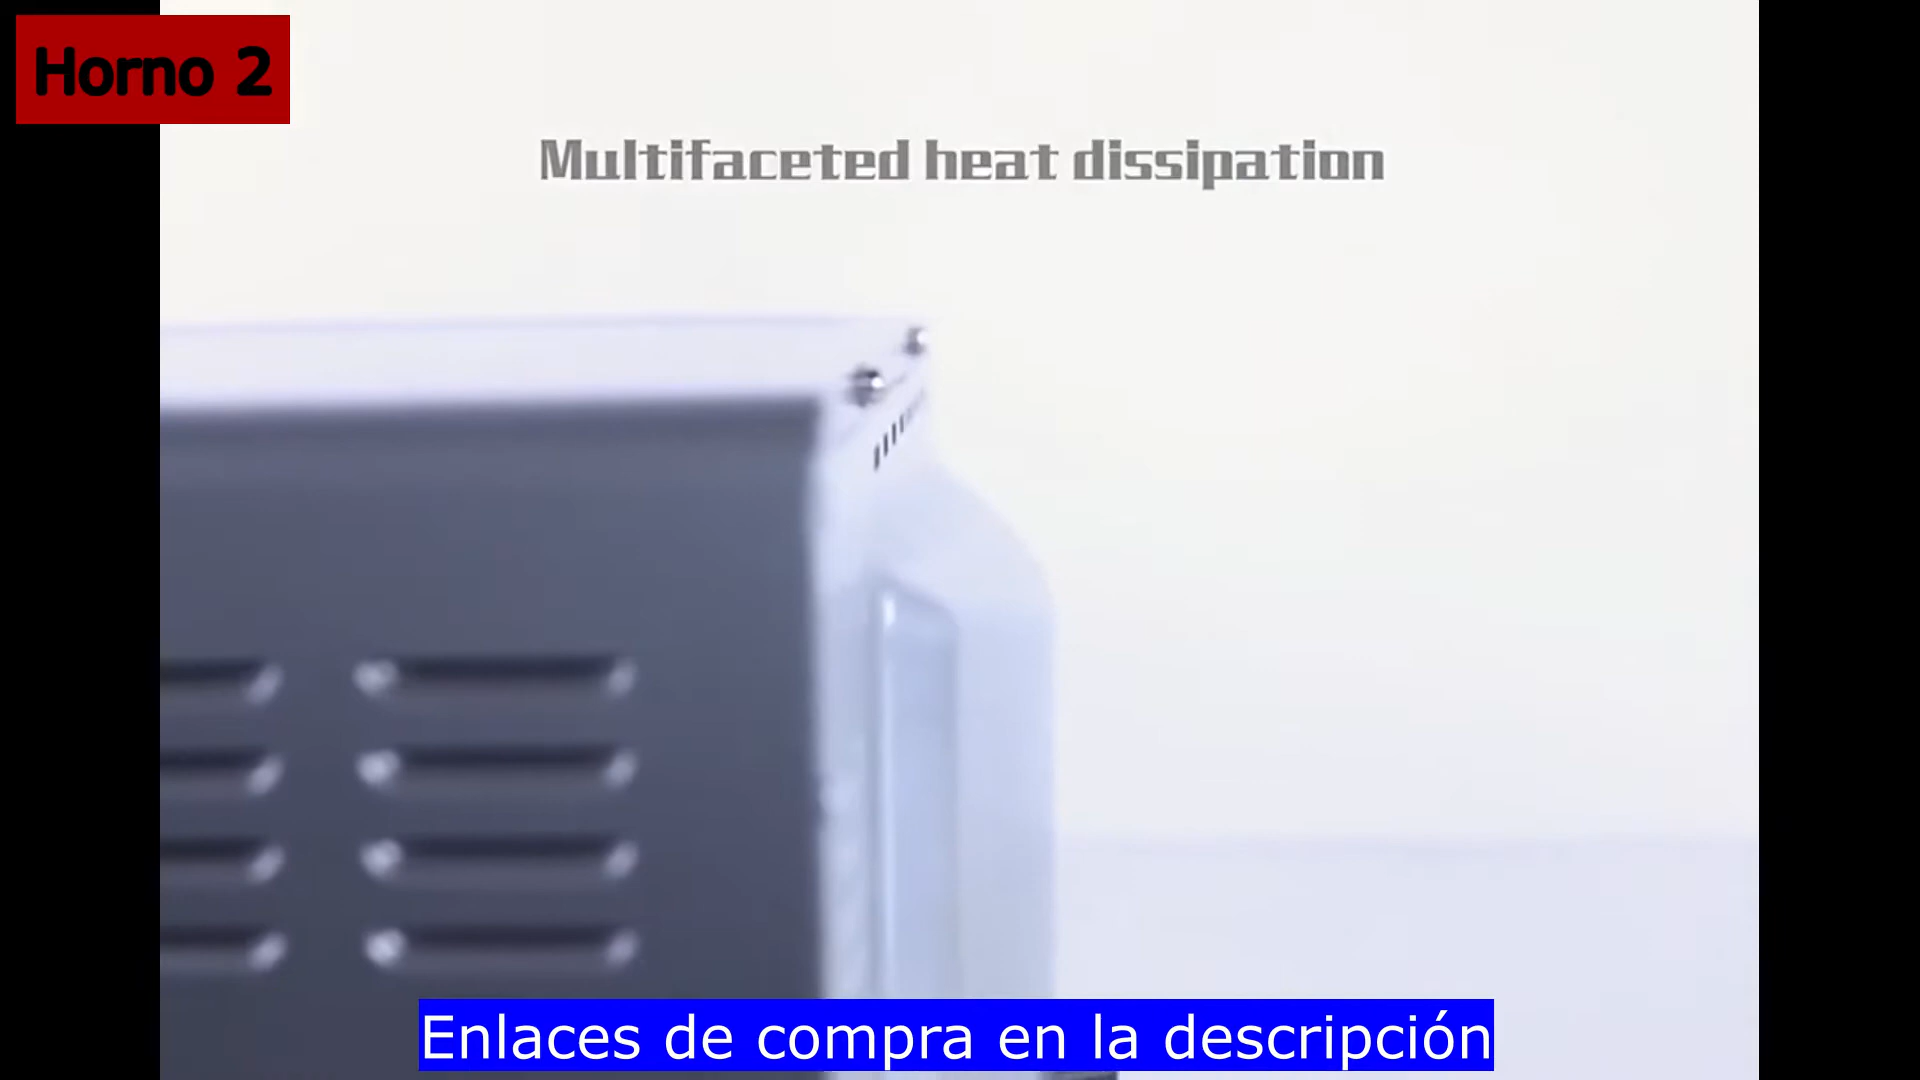 Horno 2
Multifaceted heat dissipation
Enlaces de compra en la descripción